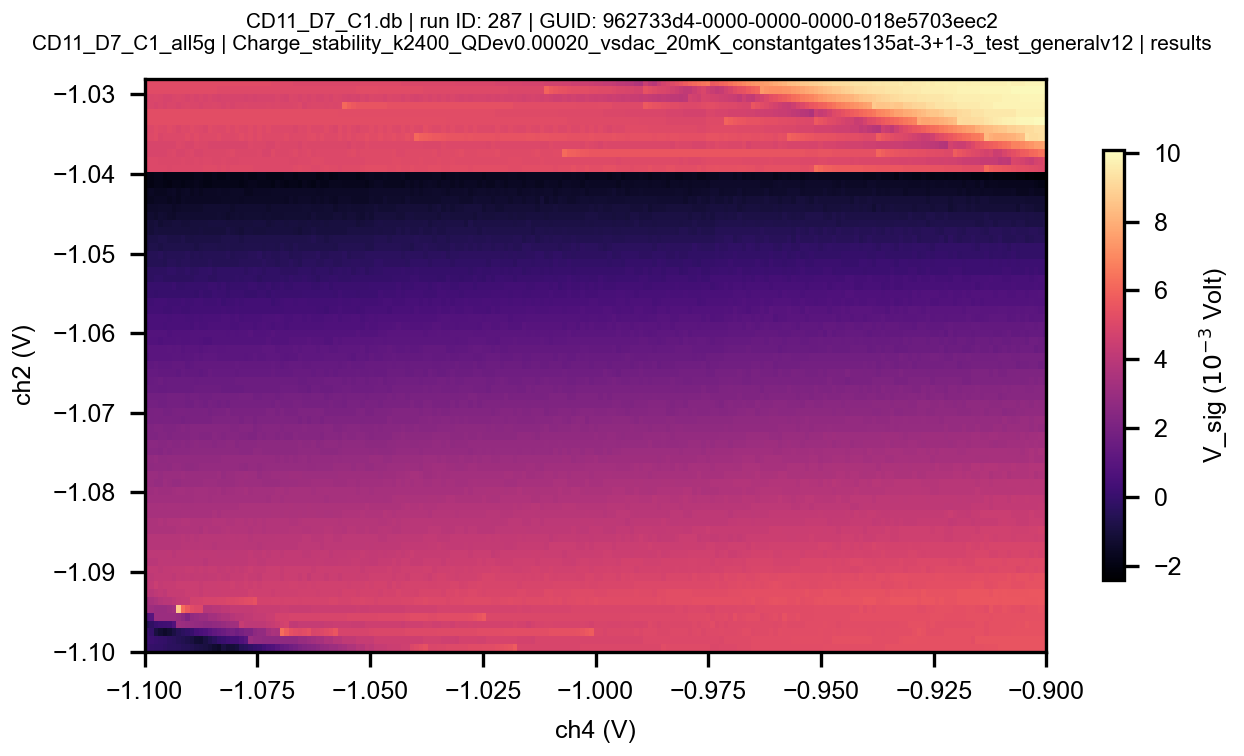 CD11_D7_C1.db | run ID: 287 | GUID: 962733d4-0000-0000-0000-018e5703eec2
CD11_D7_C1_all5g | Charge_stability_k2400_QDev0.00020_vsdac_20mK_constantgates135at-3+1-3_test_generalv12 | results
−1.03
−1.04
−1.05
−1.06
−1.07
−1.08
−1.09
−1.10
ch2 (V)
−1.100 −1.075 −1.050 −1.025 −1.000 −0.975 −0.950 −0.925 −0.900
ch4 (V)
10
8
6
4
2
0
−2
V_sig (10⁻³ Volt)